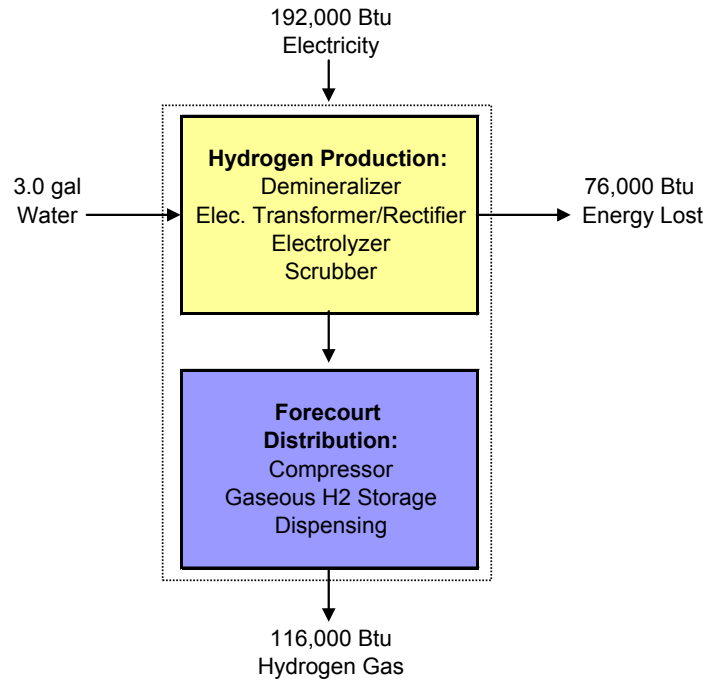 192,000 Btu
Electricity
Hydrogen Production:
Demineralizer
Elec. Transformer/Rectifier
Electrolyzer
Scrubber
3.0 gal
Water
76,000 Btu
Energy Lost
Forecourt
Distribution:
Compressor
Gaseous H2 Storage
Dispensing
116,000 Btu
Hydrogen Gas